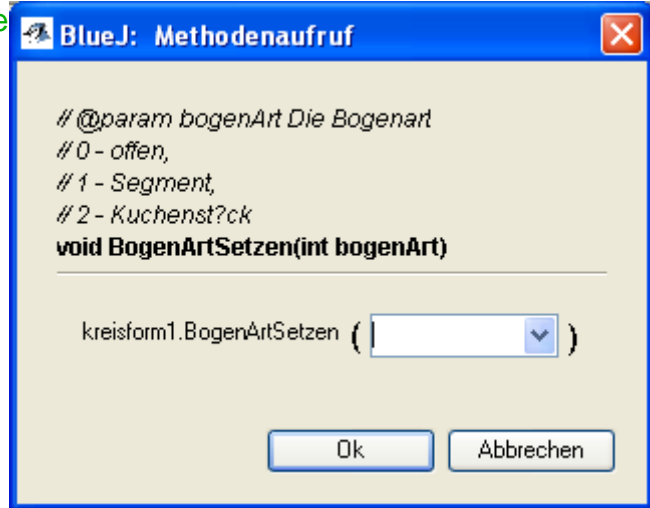 e
BlueJ: Methodenaufruf
// @param bogenArt Die Bogenart
// 0 - offen,
// 1 - Segment,
// 2 - Kuchenst?ck
void BogenArtSetzen(int bogenArt)
kreisform1.BogenArtSetzen ( )
Ok Abbrechen